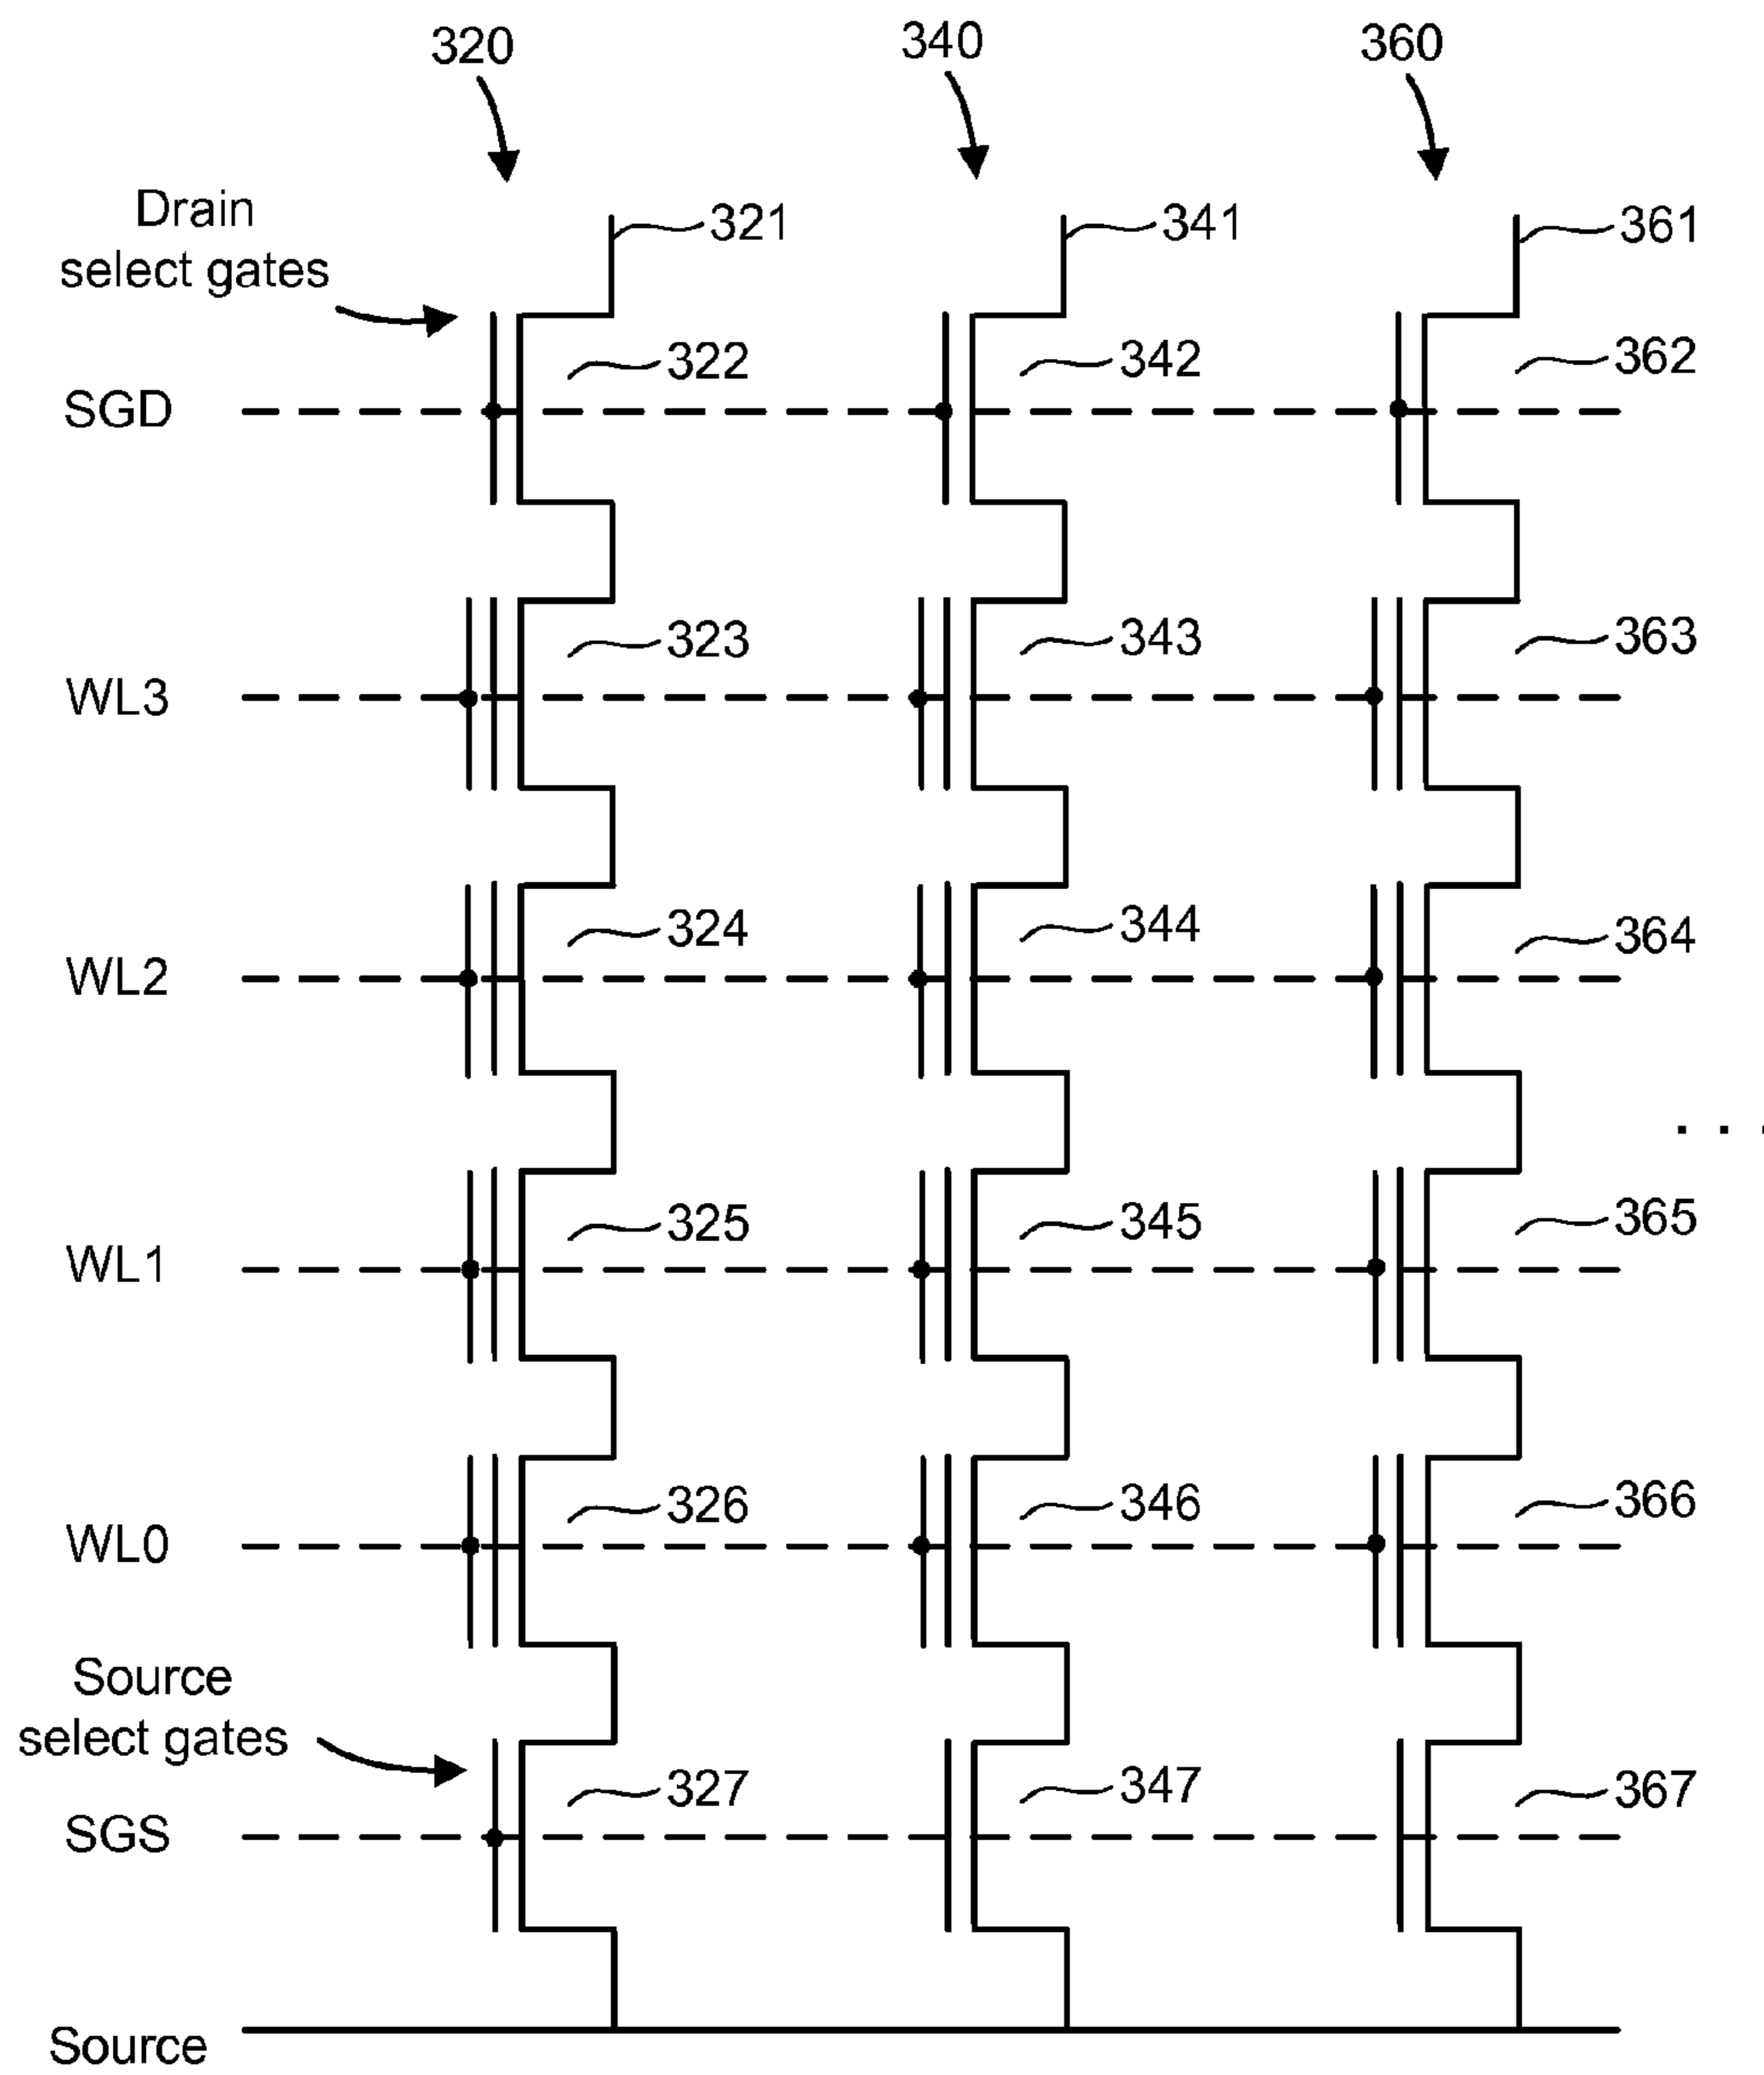 320 340 360
Drain
select gates
321 341 361
322 342 362
SGD
323 343 363
WL3
324 344 364
WL2
. . .
325 345 365
WL1
326 346 366
WL0
Source
select gates
327 347 367
SGS
Source